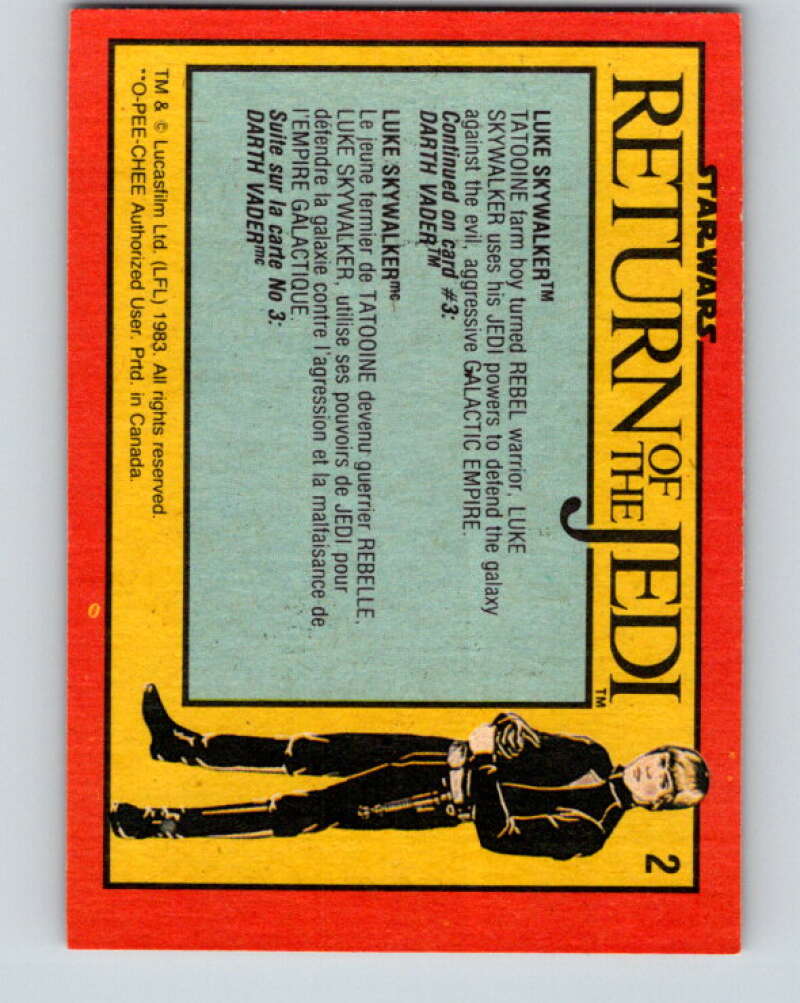 STAR WARS
RETURN OF THE JEDI™
2
LUKE SKYWALKER™
TATOOINE farm boy turned REBEL warrior, LUKE
SKYWALKER uses his JEDI powers to defend the galaxy
against the evil, aggressive GALACTIC EMPIRE.
Continued on card #3:
DARTH VADER™
LUKE SKYWALKERmc
Le jeune fermier de TATOOINE devenu guerrier REBELLE,
LUKE SKYWALKER, utilise ses pouvoirs de JEDI pour
défendre la galaxie contre l'agression et la malfaisance de
l'EMPIRE GALACTIQUE.
Suite sur la carte No 3:
DARTH VADERmc
TM & © Lucasfilm Ltd. (LFL) 1983. All rights reserved.
**O-PEE-CHEE Authorized User. Prtd. in Canada.